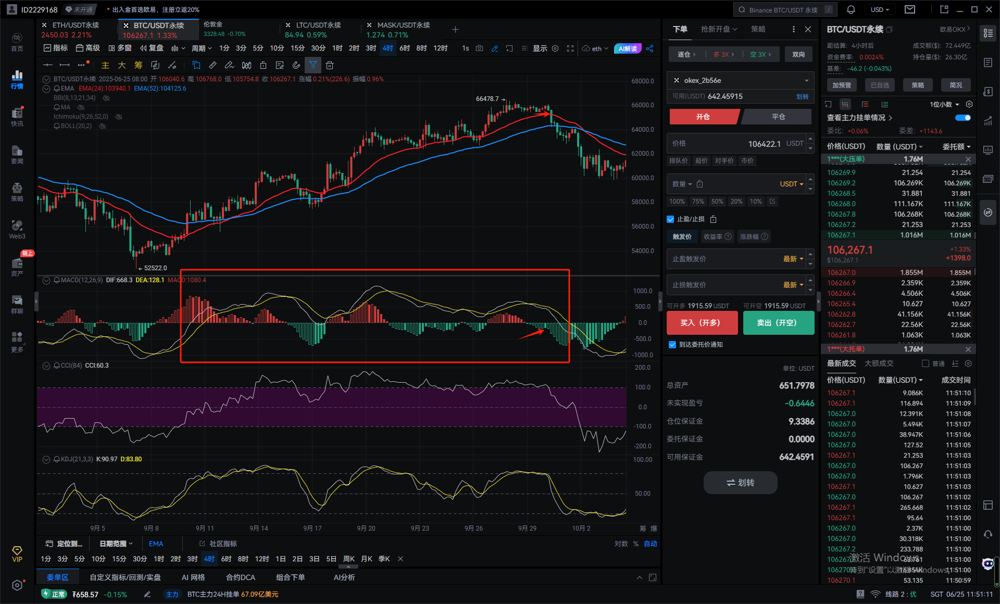 ID2229168 未开通 • 出入金首选欧易，注册立返20%
Binance BTC/USDT 永续 / USD
首页
行情
快讯
要闻
策略
Web3
链上
资产
群聊
更多
VIP
ETH/USDT永续 2450.03 2.21%
BTC/USDT永续 106267.1 1.33%
伦敦金 3328.48 -0.70%
LTC/USDT永续 84.94 0.59%
MASK/USDT永续 1.274 0.71%
指标 高级 多窗 复盘 周期 1分 3分 5分 10分 15分 30分 1时 2时 3时 4时 6时 8时 12时 1s 显示 eth AI解读
主 大 筹
BTC/USDT永续 2025-06-25 08:00 开 106040.6 高 106768.0 低 105754.8 收 106267.1 涨幅 0.21%(226.6) 振幅 0.96%
EMA EMA(24):103940.1 EMA(52):104125.6
BBI(8,13,21,34)
MA
Ichimoku(9,26,52,0)
BOLL(20,2)
66478.7
52522.0
68000.0
66000.0
64000.0
62000.0
60000.0
58000.0
56000.0
54000.0
MACD(12,26,9) DIF:668.3 DEA:128.1 MACD:1080.4
1000.0
500.0
0.0
-500.0
-1000.0
CCI(84) CCI:60.3
200.0
100.0
0.0
-100.0
-200.0
KDJ(21,3,3) K:90.97 D:83.80
100.00
50.00
9月 5 9月 8 9月 11 9月 14 9月 17 9月 20 9月 23 9月 26 9月 29 10月 2 筹 爆
定位到... 日期范围 EMA 社区指标 对数 % 自动
1分 3分 5分 10分 15分 30分 1时 2时 3时 4时 6时 8时 12时 1日 2日 3日 5日 周K 月K 季K
委单区 自定义指标/回测/实盘 AI 网格 合约DCA 组合下单 AI分析
正常 ₮658.57 -0.15% 主力 BTC主力24H挂单 67.09亿美元
线路 2 : 优 SGT 06/25 11:51:11
下单 抢新开盘 策略
逐仓 多 3X 空 3X 双向
okex_2b56e
可用(USDT) 642.45915 划转
开仓 平仓
价格 106422.1 USDT
排队价 超价 对手价 市价
数量 USDT
100% 75% 50% 20% 10%
止盈/止损
触发价 收益率 涨跌幅
止盈触发价 最新
止损触发价 最新
可开多 1915.59 USDT 可开空 1915.59 USDT
买入（开多） 卖出（开空）
到达委托价通知
单位: USDT
总资产 651.7978
未实现盈亏 -0.6446
仓位保证金 9.3386
委托保证金 0.0000
可用保证金 642.4591
划转
BTC/USDT永续 欧易OKX
距结算: 4小时后 成交额($): 72.449亿
资金费率: 0.0024% 持仓量($): 26.30亿
基差: -46.2 (-0.043%)
加预警 已自选 策略 简况
1位小数
查看主力挂单情况
委比: +0.06% 委差: +1143.6
价格(USDT) 数量 (USDT) 委托额
1***(大压单) 1.76M
106269.9 21.254 21.254
106269.2 106.269K 106.269K
106268.5 31.881 31.881
106268.0 111.167K 111.167K
106267.8 106.268K 106.268K
106267.2 21.253 21.253
106267.1 1.016M 1.016M
106,267.1 +1.33%
$106,267.1 +1398.0
106267.0 1.855M 1.855M
106266.9 2.359K 2.359K
106266.4 4.506K 4.506K
106265.4 10.627 10.627
106262.8 41.156K 41.156K
106262.7 22.56K 22.56K
106261.8 1.063K 1.063K
1***(大托单) 1.76M
最新成交 大额成交 普通
价格(USDT) 数量(USDT) 成交时间
106267.1 9.086K 11:51:10
106267.1 116.894 11:51:09
106267.0 12.391K 11:51:08
106267.0 5.494K 11:51:07
106267.0 38.947K 11:51:06
106267.0 127.52 11:51:05
106267.1 21.253 11:51:03
106267.0 106.267 11:51:03
106267.0 1.796K 11:51:03
106267.1 10.627 11:51:03
106267.0 106.267 11:51:02
106267.1 265.668 11:51:02
106267.1 95.64 11:51:00
106267.0 2.37K 11:51:00
106267.0 30.318K 11:51:00
106267.2 233.788 11:51:00
激活 Windows 11:51:00
转到"设置"以激活 Windows。 11:51:00
106270.1 53.135 11:50:59